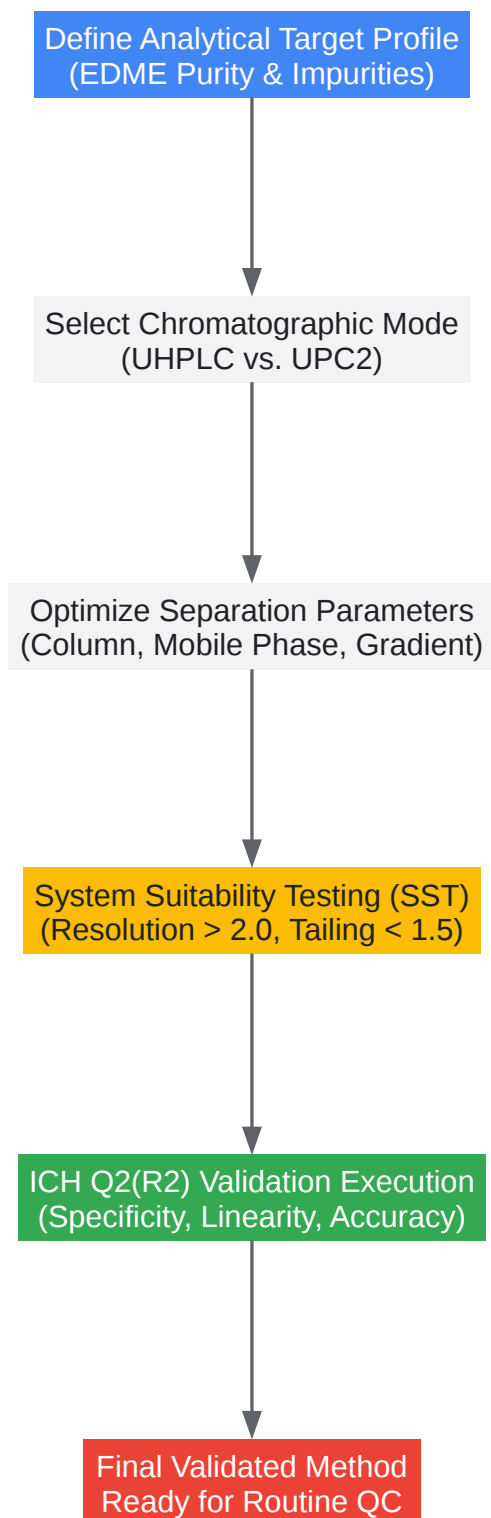 Define Analytical Target Profile
(EDME Purity & Impurities)
Select Chromatographic Mode
(UHPLC vs. UPC2)
Optimize Separation Parameters
(Column, Mobile Phase, Gradient)
System Suitability Testing (SST)
(Resolution > 2.0, Tailing < 1.5)
ICH Q2(R2) Validation Execution
(Specificity, Linearity, Accuracy)
Final Validated Method
Ready for Routine QC